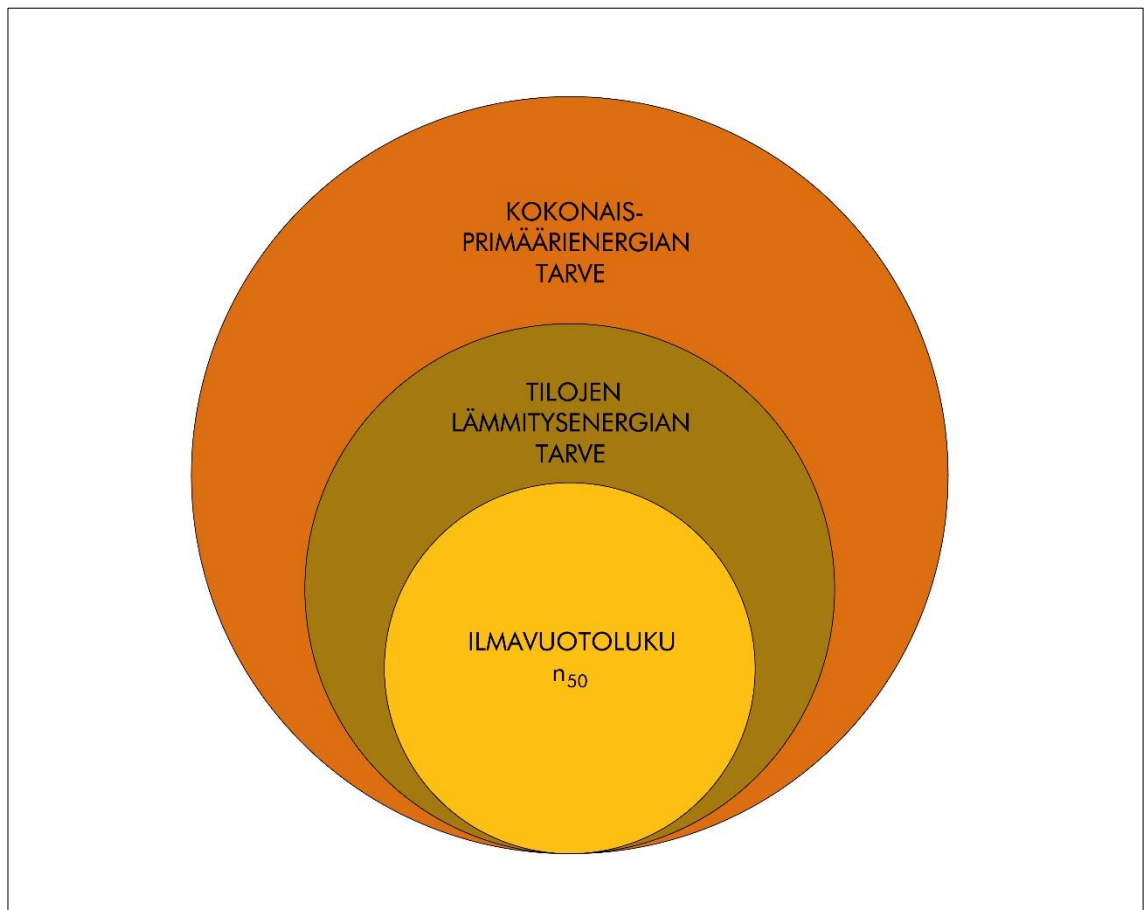 KOKONAIS-
PRIMÄÄRIENERGIAN
TARVE
TILOJEN
LÄMMITYSENERGIAN
TARVE
ILMAVUOTOLUKU
n50